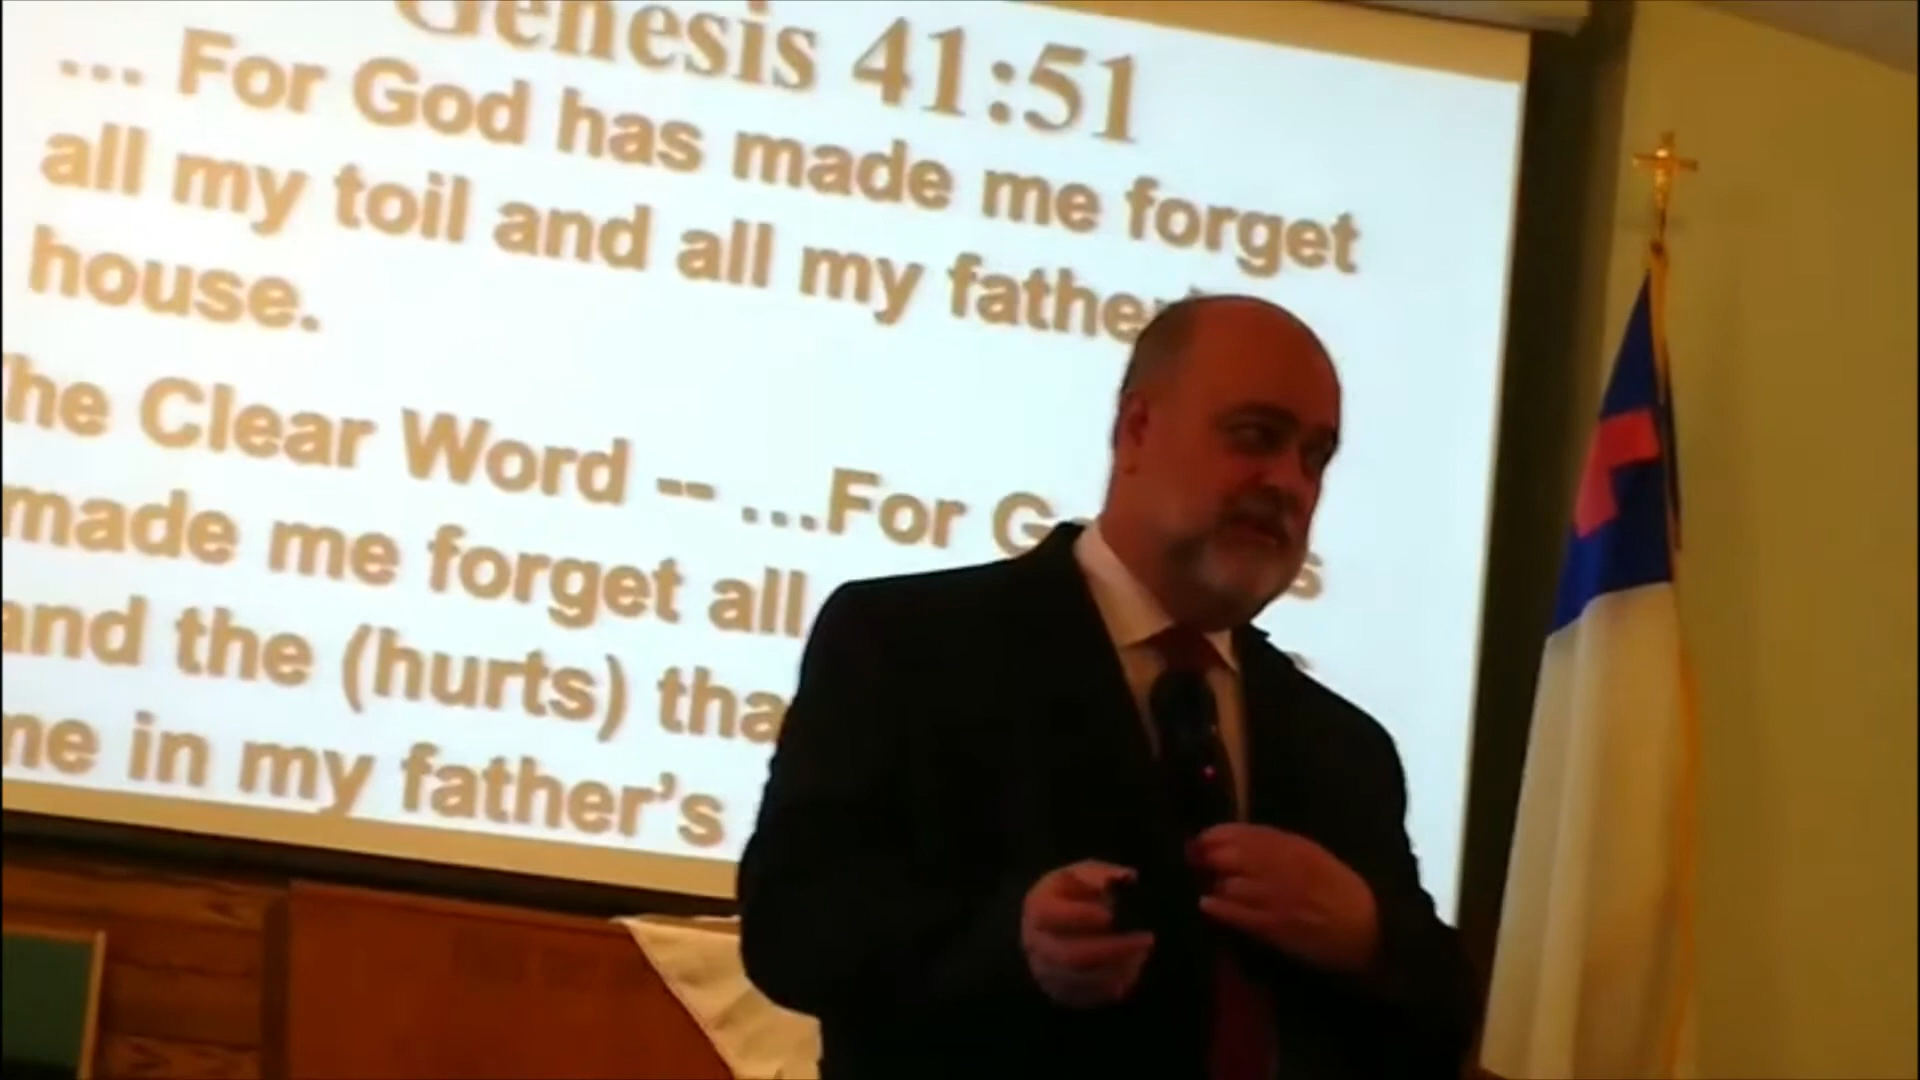 Genesis 41:51
... For God has made me forget
all my toil and all my father
house.
he Clear Word -- ...For G s
made me forget all
and the (hurts) tha
me in my father's